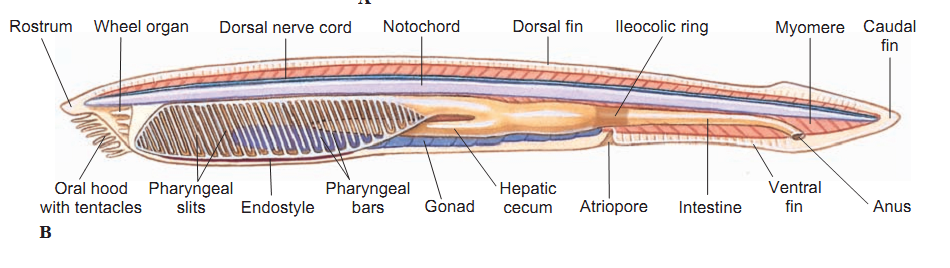 A
Rostrum Wheel organ Dorsal nerve cord Notochord Dorsal fin Ileocolic ring Myomere Caudal
fin
Oral hood Pharyngeal Pharyngeal Hepatic Ventral
with tentacles slits Endostyle bars Gonad cecum Atriopore Intestine fin Anus
B